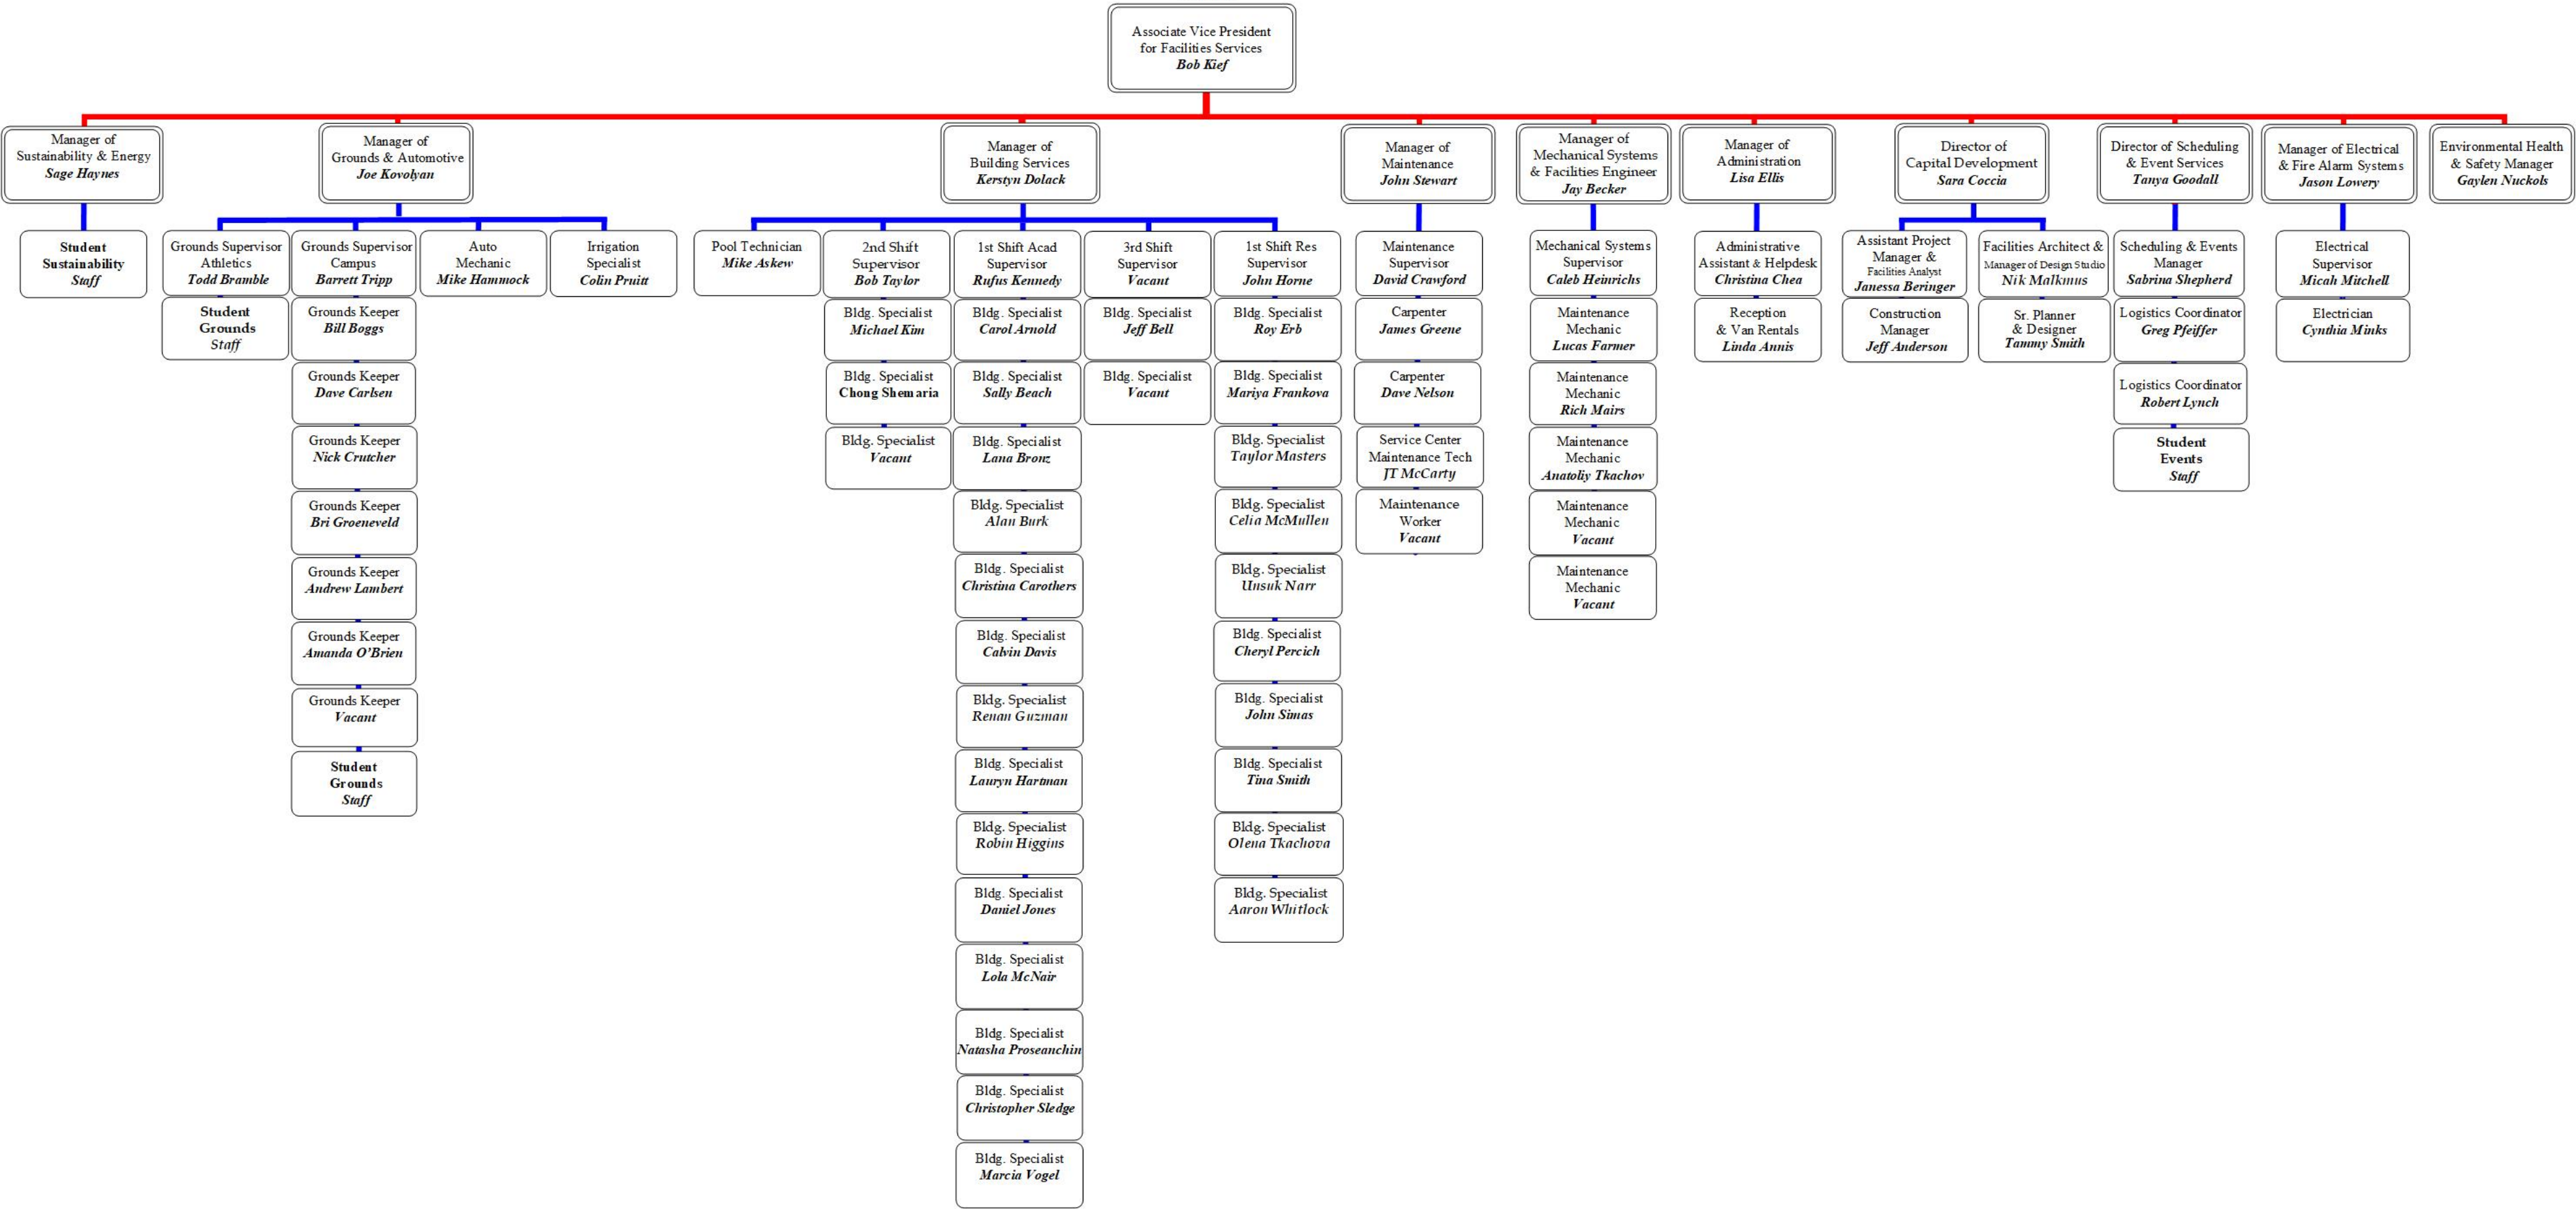 Associate Vice President
for Facilities Services
Bob Kief
Manager of
Sustainability & Energy
Sage Haynes
Manager of
Grounds & Automotive
Joe Kovolyan
Manager of
Building Services
Kerstyn Dolack
Manager of
Maintenance
John Stewart
Manager of
Mechanical Systems
& Facilities Engineer
Jay Becker
Manager of
Administration
Lisa Ellis
Director of
Capital Development
Sara Coccia
Director of Scheduling
& Event Services
Tanya Goodall
Manager of Electrical
& Fire Alarm Systems
Jason Lowery
Environmental Health
& Safety Manager
Gaylen Nuckols
Student
Sustainability
Staff
Grounds Supervisor
Athletics
Todd Bramble
Student
Grounds
Staff
Grounds Supervisor
Campus
Barrett Tripp
Grounds Keeper
Bill Boggs
Grounds Keeper
Dave Carlsen
Grounds Keeper
Nick Crutcher
Grounds Keeper
Bri Groeneveld
Grounds Keeper
Andrew Lambert
Grounds Keeper
Amanda O'Brien
Grounds Keeper
Vacant
Student
Grounds
Staff
Auto
Mechanic
Mike Hammock
Irrigation
Specialist
Colin Pruitt
Pool Technician
Mike Askew
2nd Shift
Supervisor
Bob Taylor
Bldg. Specialist
Michael Kim
Bldg. Specialist
Chong Shemaria
Bldg. Specialist
Vacant
1st Shift Acad
Supervisor
Rufus Kennedy
Bldg. Specialist
Carol Arnold
Bldg. Specialist
Sally Beach
Bldg. Specialist
Lana Bronz
Bldg. Specialist
Alan Burk
Bldg. Specialist
Christina Carothers
Bldg. Specialist
Calvin Davis
Bldg. Specialist
Renan Guzman
Bldg. Specialist
Lauryn Hartman
Bldg. Specialist
Robin Higgins
Bldg. Specialist
Daniel Jones
Bldg. Specialist
Lola McNair
Bldg. Specialist
Natasha Proseanchin
Bldg. Specialist
Christopher Sledge
Bldg. Specialist
Marcia Vogel
3rd Shift
Supervisor
Vacant
Bldg. Specialist
Jeff Bell
Bldg. Specialist
Vacant
1st Shift Res
Supervisor
John Horne
Bldg. Specialist
Roy Erb
Bldg. Specialist
Mariya Frankova
Bldg. Specialist
Taylor Masters
Bldg. Specialist
Celia McMullen
Bldg. Specialist
Unsuk Narr
Bldg. Specialist
Cheryl Percich
Bldg. Specialist
John Simas
Bldg. Specialist
Tina Smith
Bldg. Specialist
Olena Tkachova
Bldg. Specialist
Aaron Whitlock
Maintenance
Supervisor
David Crawford
Carpenter
James Greene
Carpenter
Dave Nelson
Service Center
Maintenance Tech
JT McCarty
Maintenance
Worker
Vacant
Mechanical Systems
Supervisor
Caleb Heinrichs
Maintenance
Mechanic
Lucas Farmer
Maintenance
Mechanic
Rich Mairs
Maintenance
Mechanic
Anatoliy Tkachov
Maintenance
Mechanic
Vacant
Maintenance
Mechanic
Vacant
Administrative
Assistant & Helpdesk
Christina Chea
Reception
& Van Rentals
Linda Annis
Assistant Project
Manager &
Facilities Analyst
Janessa Beringer
Construction
Manager
Jeff Anderson
Facilities Architect &
Manager of Design Studio
Nik Malkmus
Sr. Planner
& Designer
Tammy Smith
Scheduling & Events
Manager
Sabrina Shepherd
Logistics Coordinator
Greg Pfeiffer
Logistics Coordinator
Robert Lynch
Student
Events
Staff
Electrical
Supervisor
Micah Mitchell
Electrician
Cynthia Minks